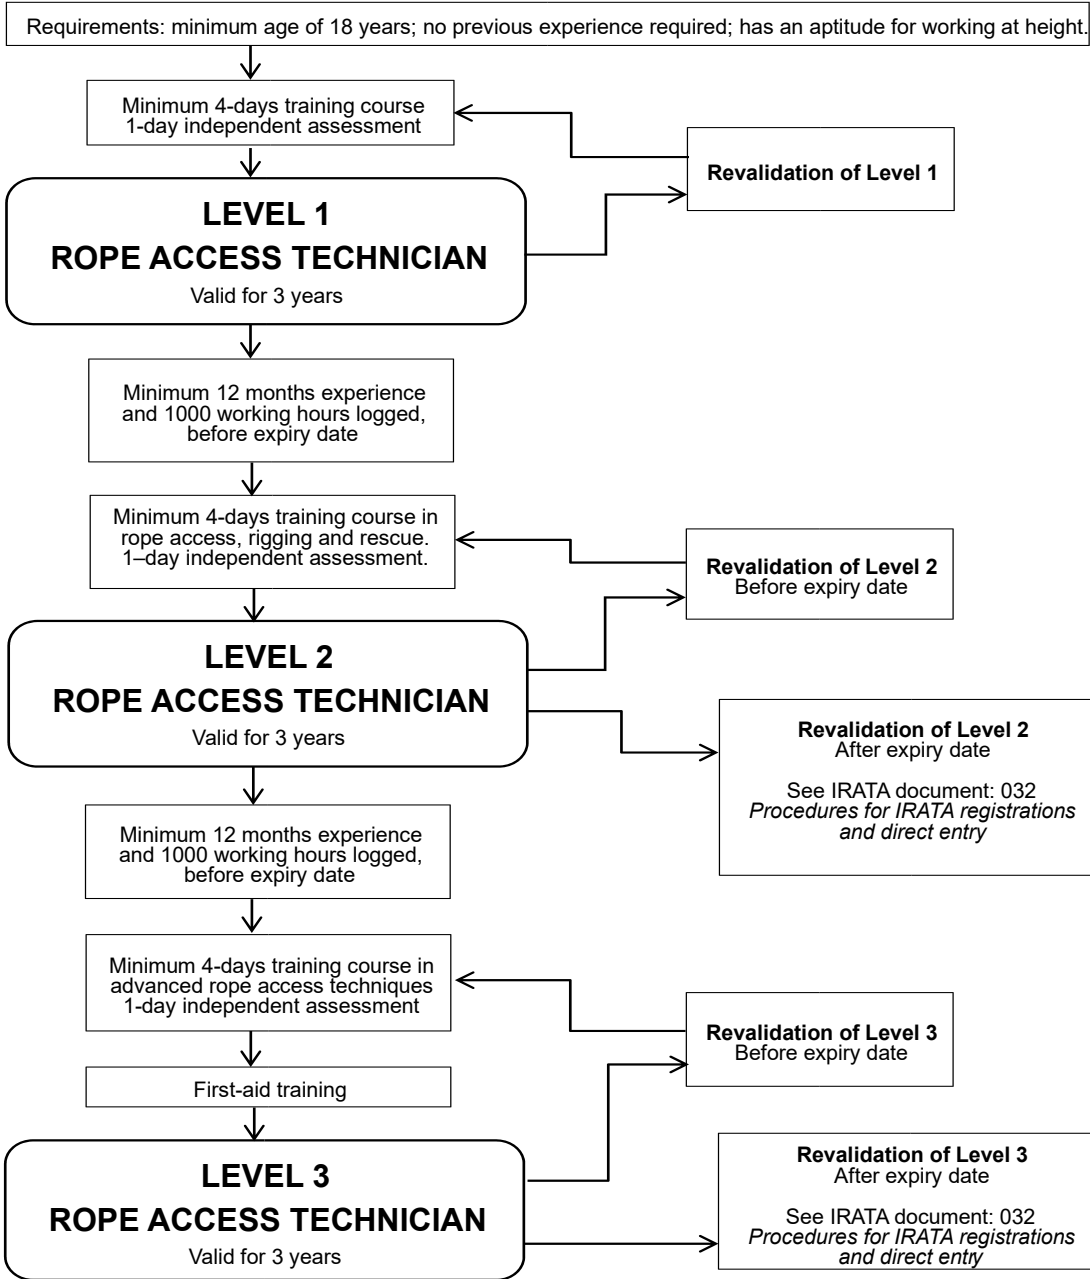 Requirements: minimum age of 18 years; no previous experience required; has an aptitude for working at height.
Minimum 4-days training course
1-day independent assessment
Revalidation of Level 1
LEVEL 1
ROPE ACCESS TECHNICIAN
Valid for 3 years
Minimum 12 months experience
and 1000 working hours logged,
before expiry date
Minimum 4-days training course in
rope access, rigging and rescue.
1–day independent assessment.
Revalidation of Level 2
Before expiry date
LEVEL 2
ROPE ACCESS TECHNICIAN
Valid for 3 years
Revalidation of Level 2
After expiry date
See IRATA document: 032
Procedures for IRATA registrations
and direct entry
Minimum 12 months experience
and 1000 working hours logged,
before expiry date
Minimum 4-days training course in
advanced rope access techniques
1-day independent assessment
Revalidation of Level 3
Before expiry date
First-aid training
LEVEL 3
ROPE ACCESS TECHNICIAN
Valid for 3 years
Revalidation of Level 3
After expiry date
See IRATA document: 032
Procedures for IRATA registrations
and direct entry